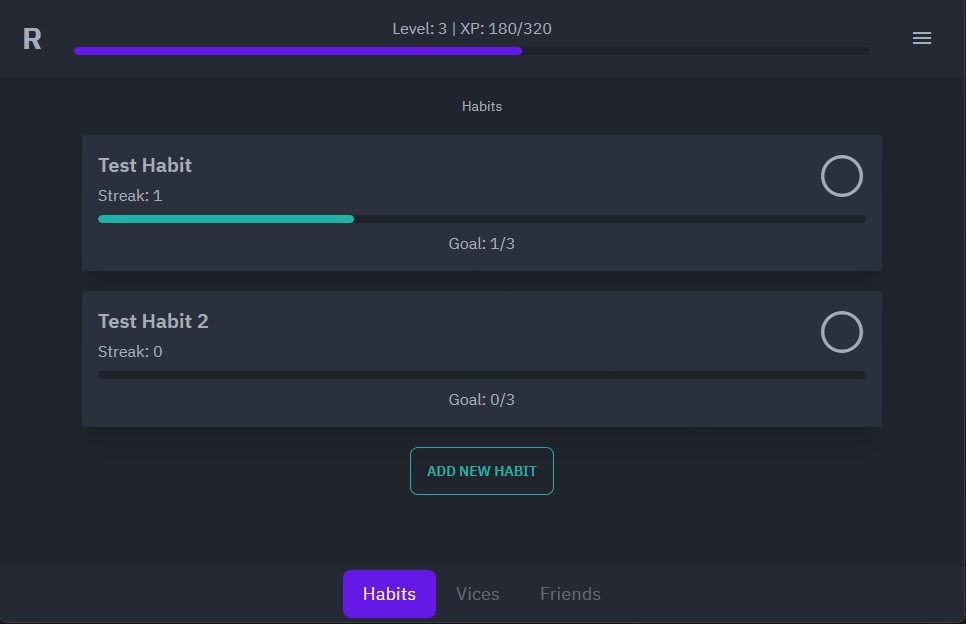 R
Level: 3 | XP: 180/320
Habits
Test Habit
Streak: 1
Goal: 1/3
Test Habit 2
Streak: 0
Goal: 0/3
ADD NEW HABIT
Habits Vices Friends